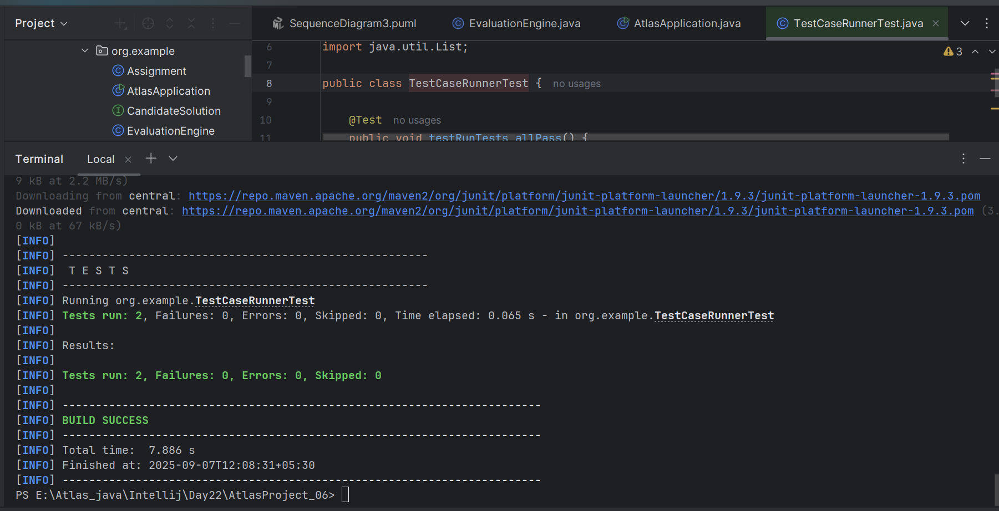 Project
SequenceDiagram3.puml
EvaluationEngine.java
AtlasApplication.java
TestCaseRunnerTest.java
org.example
Assignment
AtlasApplication
CandidateSolution
EvaluationEngine
6 import java.util.List;
7
8 public class TestCaseRunnerTest { no usages
9
10 @Test no usages
11 public void testRunTests_allPass() {
3
Terminal Local
9 kB at 2.2 MB/s)
Downloading from central: https://repo.maven.apache.org/maven2/org/junit/platform/junit-platform-launcher/1.9.3/junit-platform-launcher-1.9.3.pom
Downloaded from central: https://repo.maven.apache.org/maven2/org/junit/platform/junit-platform-launcher/1.9.3/junit-platform-launcher-1.9.3.pom (3.
0 kB at 67 kB/s)
[INFO]
[INFO] -------------------------------------------------------
[INFO]  T E S T S
[INFO] -------------------------------------------------------
[INFO] Running org.example.TestCaseRunnerTest
[INFO] Tests run: 2, Failures: 0, Errors: 0, Skipped: 0, Time elapsed: 0.065 s - in org.example.TestCaseRunnerTest
[INFO]
[INFO] Results:
[INFO]
[INFO] Tests run: 2, Failures: 0, Errors: 0, Skipped: 0
[INFO]
[INFO] ------------------------------------------------------------------------
[INFO] BUILD SUCCESS
[INFO] ------------------------------------------------------------------------
[INFO] Total time:  7.886 s
[INFO] Finished at: 2025-09-07T12:08:31+05:30
[INFO] ------------------------------------------------------------------------
PS E:\Atlas_java\Intellij\Day22\AtlasProject_06>